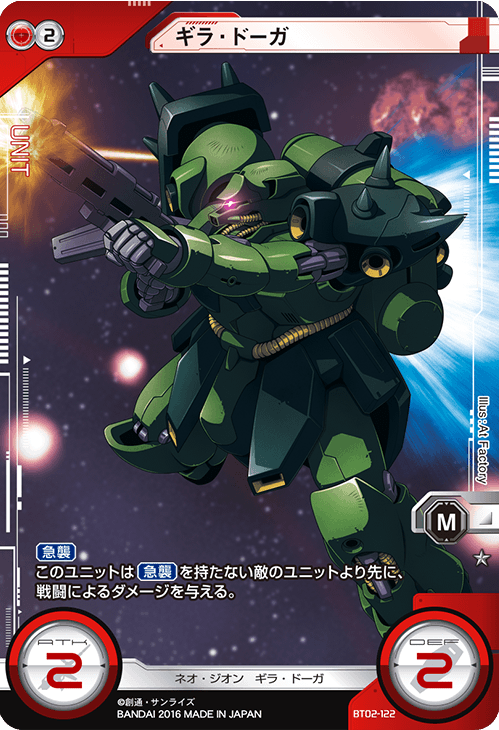 2
ギラ・ドーガ
UNIT
Illus:At Factory
M
急襲
このユニットは 急襲 を持たない敵のユニットより先に、
戦闘によるダメージを与える。
ATK
2
DEF
2
ネオ・ジオン ギラ・ドーガ
©創通・サンライズ
BANDAI 2016 MADE IN JAPAN
BT02-122